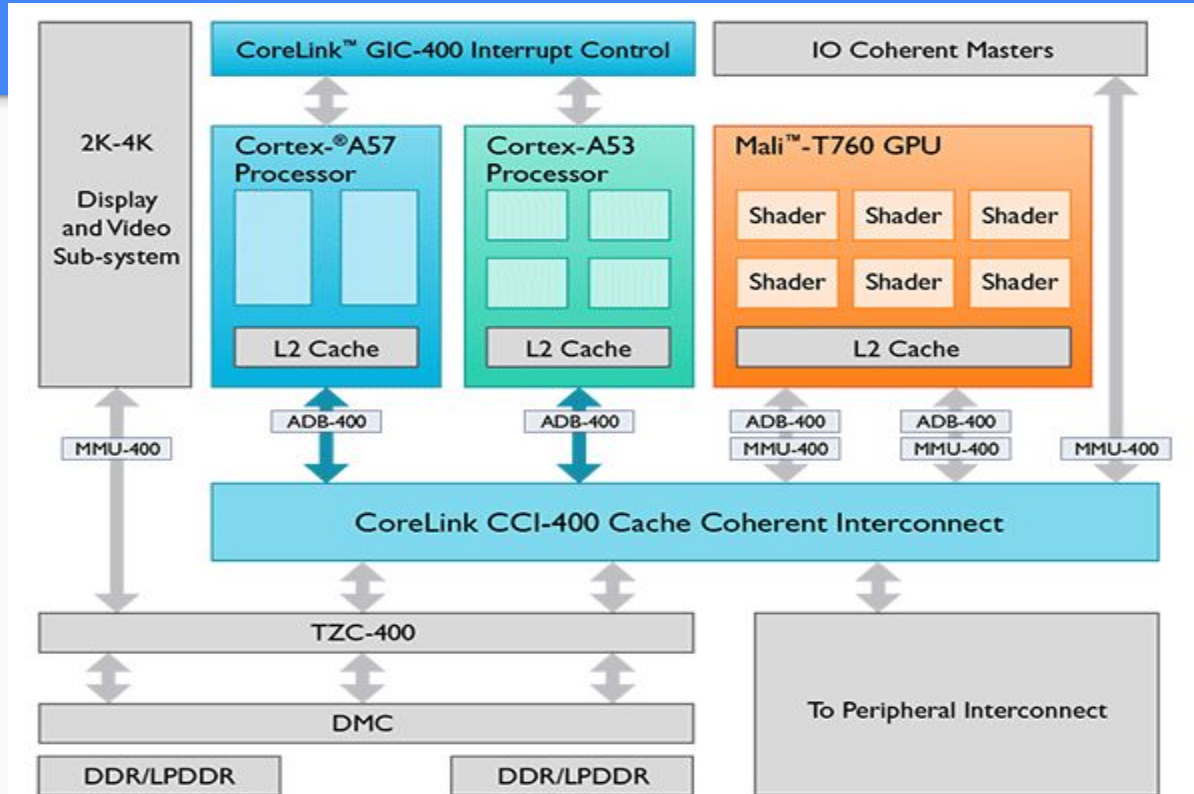 CoreLink™ GIC-400 Interrupt Control
IO Coherent Masters
2K-4K
Display
and Video
Sub-system
Cortex-®A57
Processor
L2 Cache
Cortex-A53
Processor
L2 Cache
Mali™-T760 GPU
Shader
Shader
Shader
Shader
Shader
Shader
L2 Cache
MMU-400
ADB-400
ADB-400
ADB-400
MMU-400
ADB-400
MMU-400
MMU-400
CoreLink CCI-400 Cache Coherent Interconnect
TZC-400
DMC
DDR/LPDDR
DDR/LPDDR
To Peripheral Interconnect